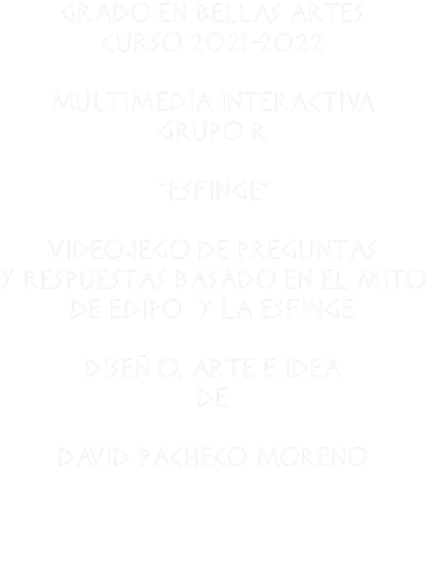 GRADO EN BELLAS ARTES
CURSO 2021-2022
MULTIMEDIA INTERACTIVA
GRUPO R
"ESFINGE"
VIDEOJEGO DE PREGUNTAS
Y RESPUESTAS BASADO EN EL MITO
DE EDIPO Y LA ESFINGE
DISEÑO, ARTE E IDEA
DE
DAVID PACHECO MORENO